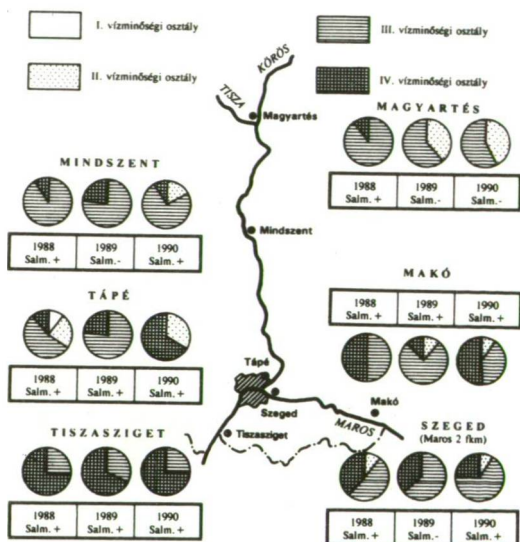 I. vízminőségi osztály
II. vízminőségi osztály
III. vízminőségi osztály
IV. vízminőségi osztály
KÖRÖS
TISZA
Magyartés
MAGYARTÉS
1988 1989 1990
Salm. + Salm.- Salm.-
MINDSZENT
1988 1989 1990
Salm. + Salm.- Salm. +
Mindszent
MAKÓ
1988 1989 1990
Salm. + Salm. + Salm. +
TÁPÉ
1988 1989 1990
Salm. + Salm. + Salm. +
Tápé
Szeged
Makó
MAROS
Tiszasziget
TISZASZIGET
1988 1989 1990
Salm. + Salm. + Salm. +
SZEGED
(Maros 2 fkm)
1988 1989 1990
Salm. + Salm.- Salm. +